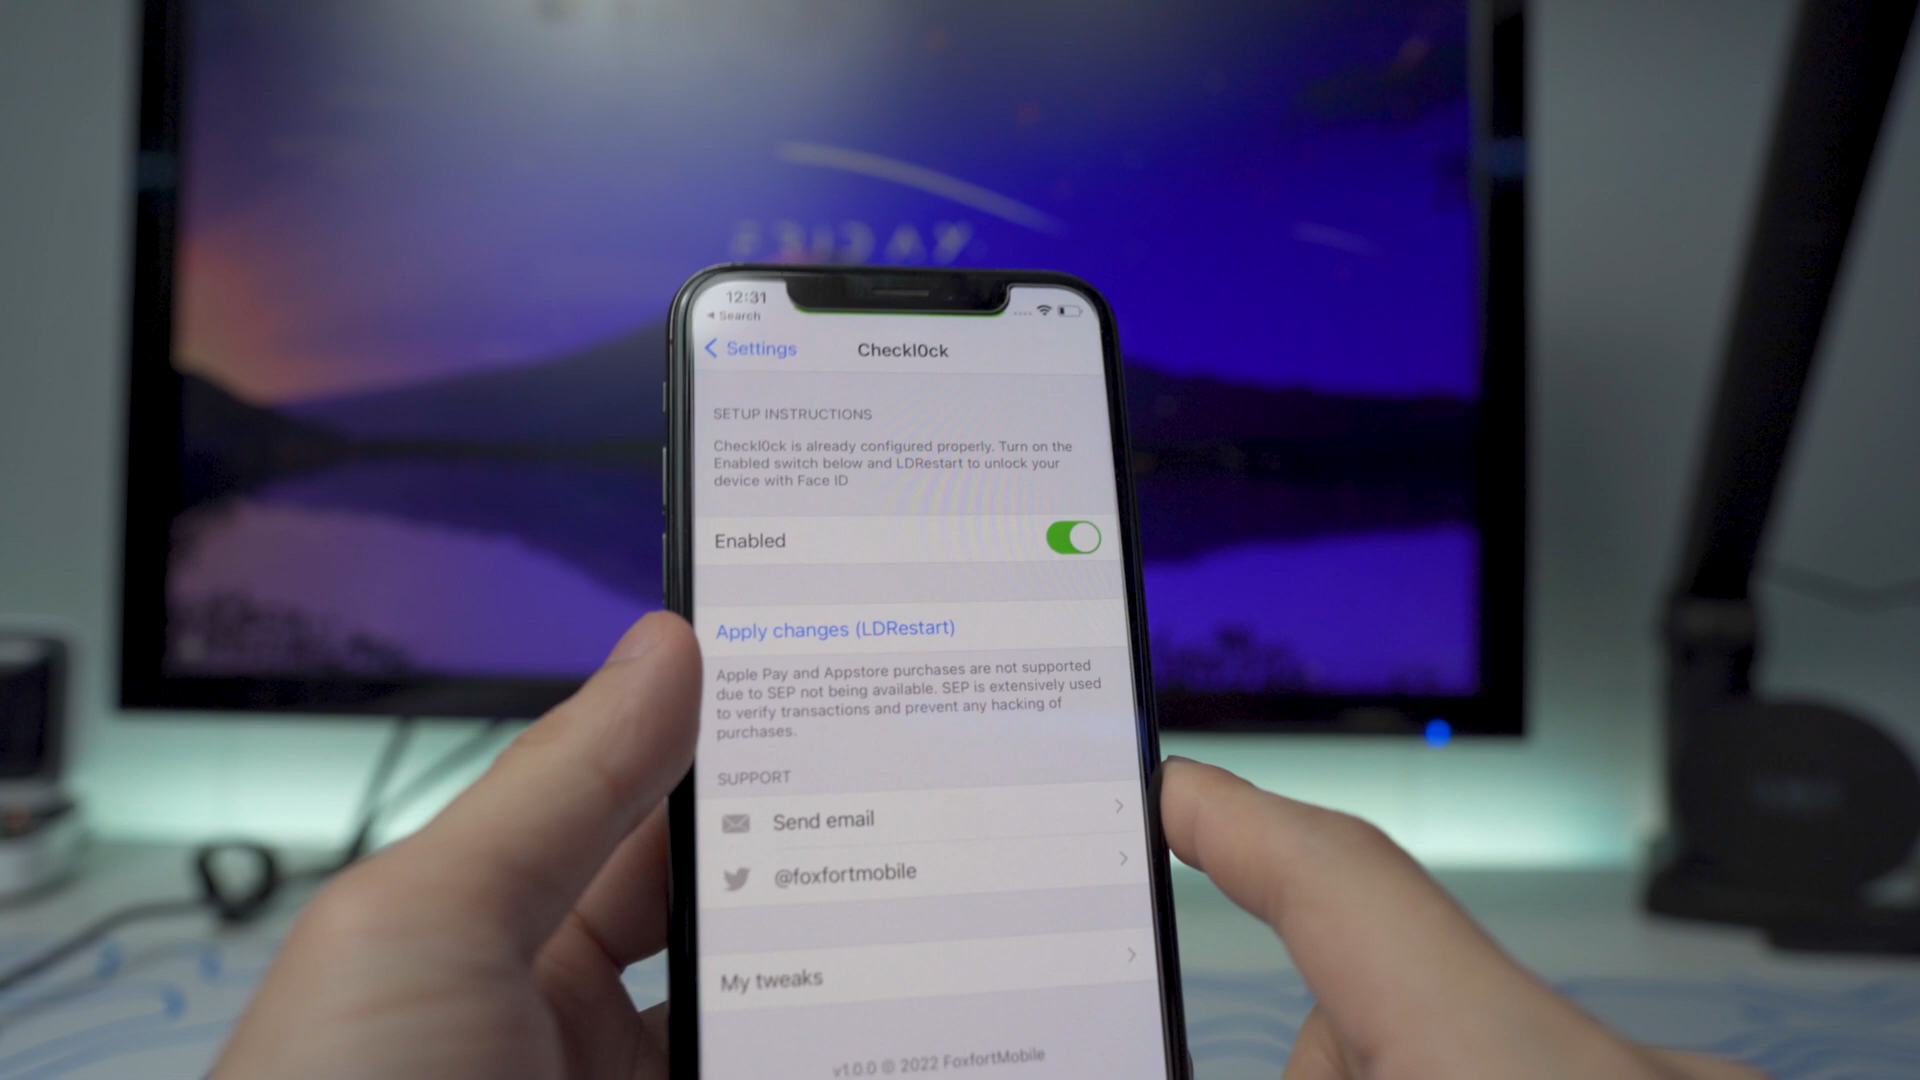 FRIDAY
12:31
◂ Search
Settings
Checkl0ck
SETUP INSTRUCTIONS
Checkl0ck is already configured properly. Turn on the
Enabled switch below and LDRestart to unlock your
device with Face ID
Enabled
Apply changes (LDRestart)
Apple Pay and Appstore purchases are not supported
due to SEP not being available. SEP is extensively used
to verify transactions and prevent any hacking of
purchases.
SUPPORT
Send email
@foxfortmobile
My tweaks
v1.0.0 © 2022 FoxfortMobile